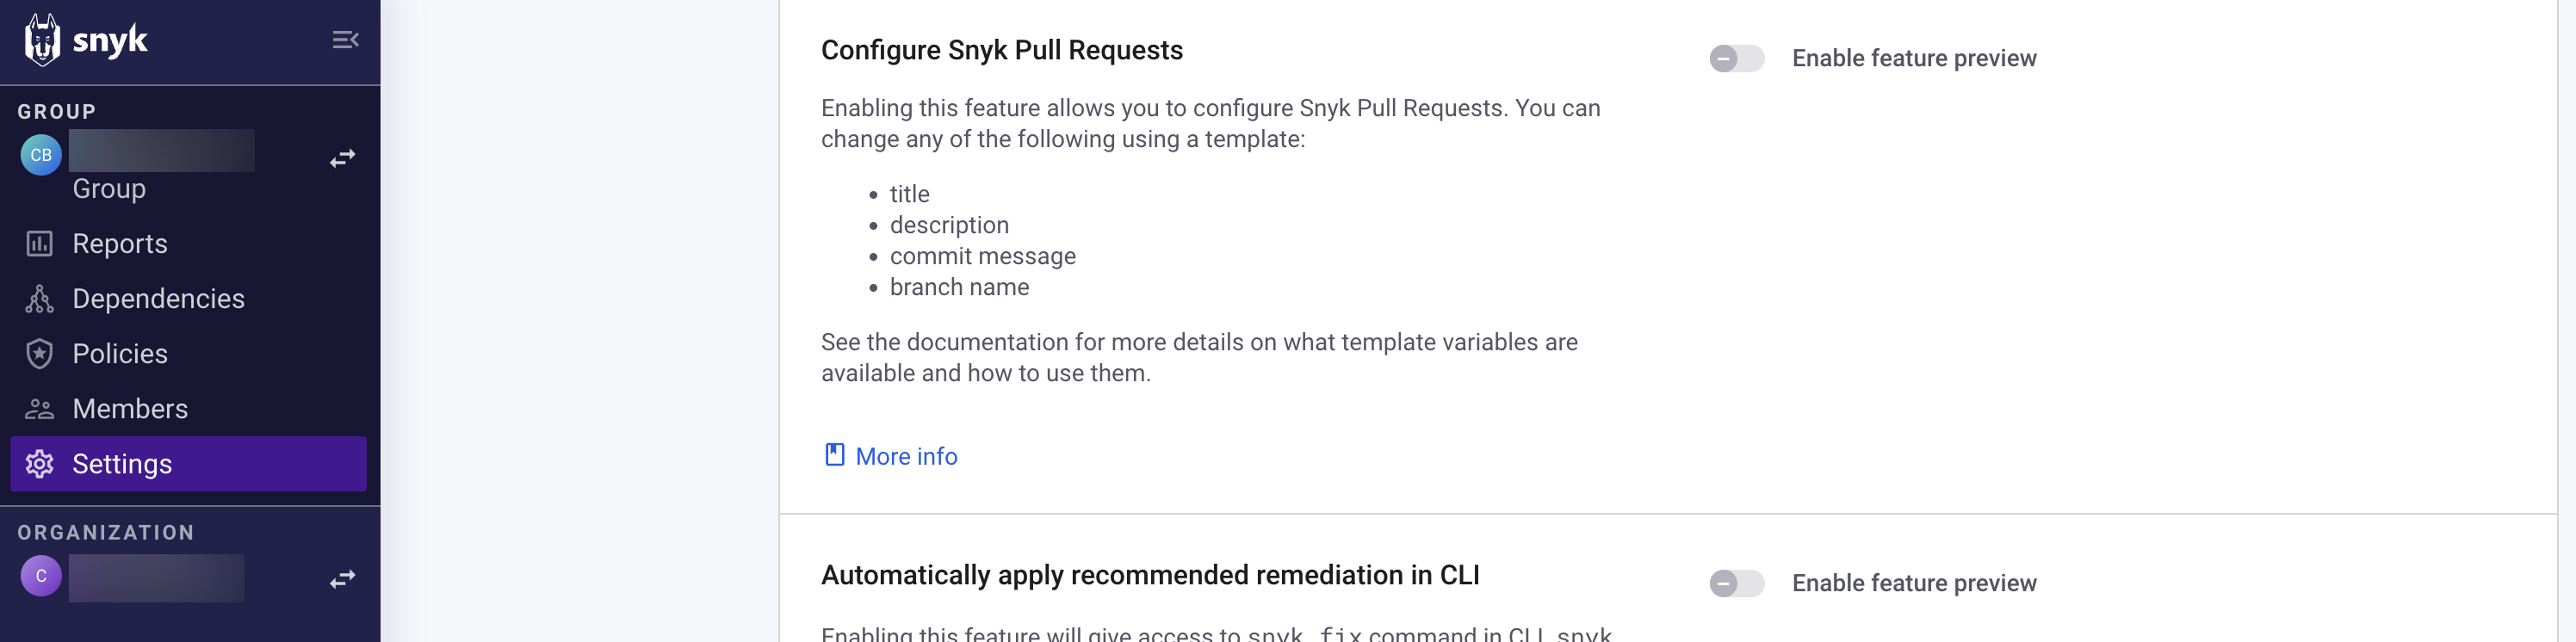 snyk
GROUP
CB
Group
Reports
Dependencies
Policies
Members
Settings
ORGANIZATION
C
Configure Snyk Pull Requests
Enable feature preview
Enabling this feature allows you to configure Snyk Pull Requests. You can
change any of the following using a template:
• title
• description
• commit message
• branch name
See the documentation for more details on what template variables are
available and how to use them.
More info
Automatically apply recommended remediation in CLI
Enable feature preview
Enabling this feature will give access to snyk fix command in CLI. snyk